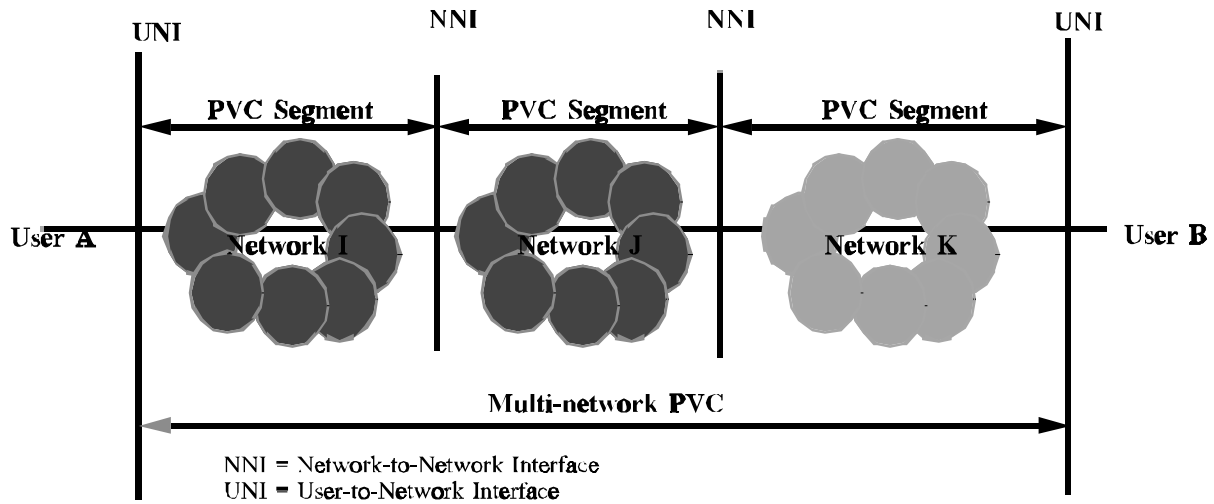 UNI NNI NNI UNI
PVC Segment PVC Segment PVC Segment
User A Network I Network J Network K User B
Multi-network PVC
NNI = Network-to-Network Interface
UNI = User-to-Network Interface